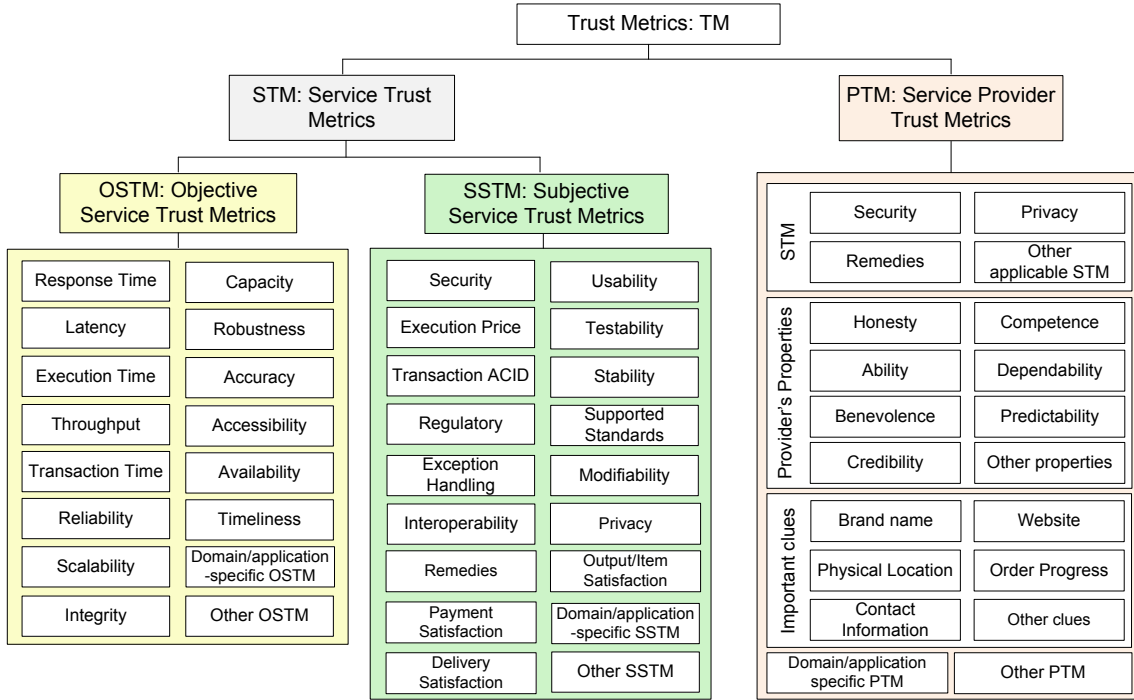 Trust Metrics: TM
STM: Service Trust
Metrics
PTM: Service Provider
Trust Metrics
OSTM: Objective
Service Trust Metrics
SSTM: Subjective
Service Trust Metrics
Response Time
Capacity
Latency
Robustness
Execution Time
Accuracy
Throughput
Accessibility
Transaction Time
Availability
Reliability
Timeliness
Scalability
Domain/application
-specific OSTM
Integrity
Other OSTM
Security
Usability
Execution Price
Testability
Transaction ACID
Stability
Regulatory
Supported
Standards
Exception
Handling
Modifiability
Interoperability
Privacy
Remedies
Output/Item
Satisfaction
Payment
Satisfaction
Domain/application
-specific SSTM
Delivery
Satisfaction
Other SSTM
STM
Security
Privacy
Remedies
Other
applicable STM
Provider's Properties
Honesty
Competence
Ability
Dependability
Benevolence
Predictability
Credibility
Other properties
Important clues
Brand name
Website
Physical Location
Order Progress
Contact
Information
Other clues
Domain/application
specific PTM
Other PTM